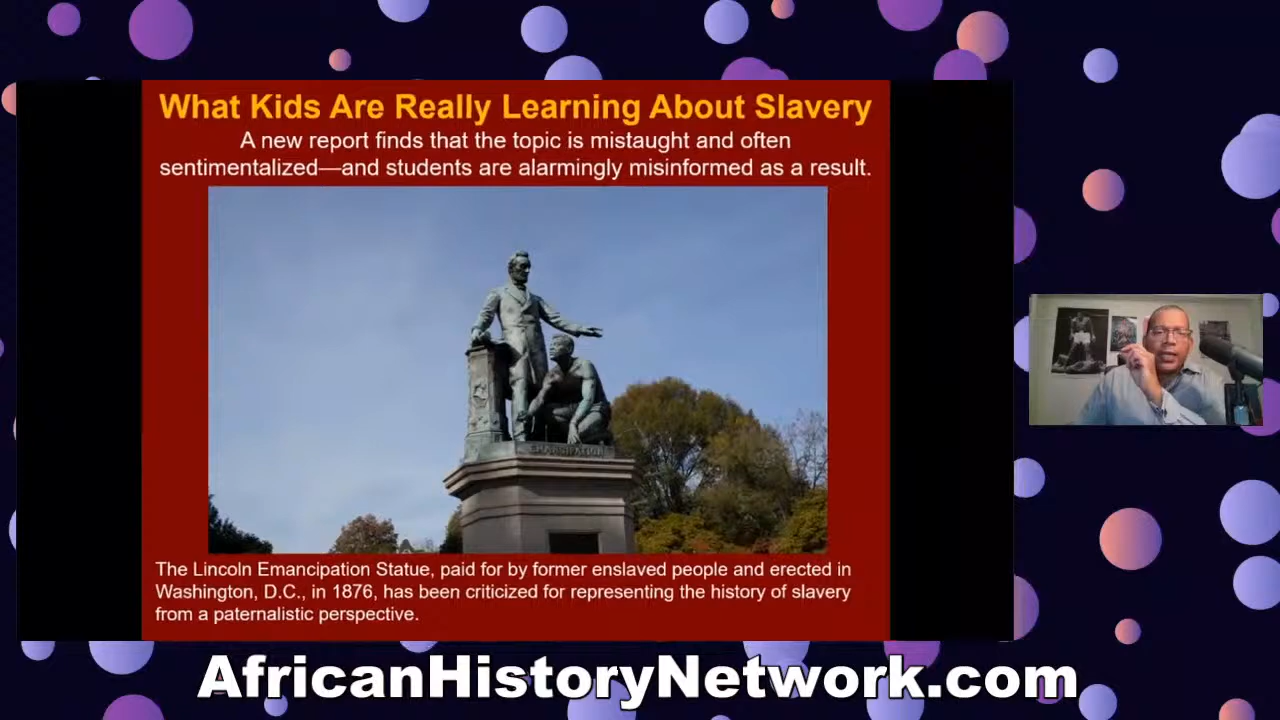 What Kids Are Really Learning About Slavery
A new report finds that the topic is mistaught and often
sentimentalized—and students are alarmingly misinformed as a result.
EMANCIPATION
The Lincoln Emancipation Statue, paid for by former enslaved people and erected in
Washington, D.C., in 1876, has been criticized for representing the history of slavery
from a paternalistic perspective.
AfricanHistoryNetwork.com